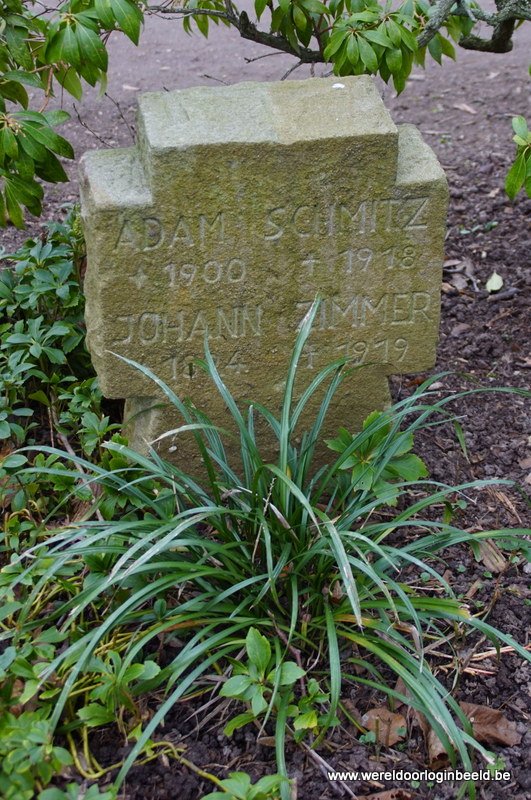 ADAM SCHMITZ
+ 1900 + 1918
JOHANN ZIMMER
+ 1919
www.wereldoorloginbeeld.be